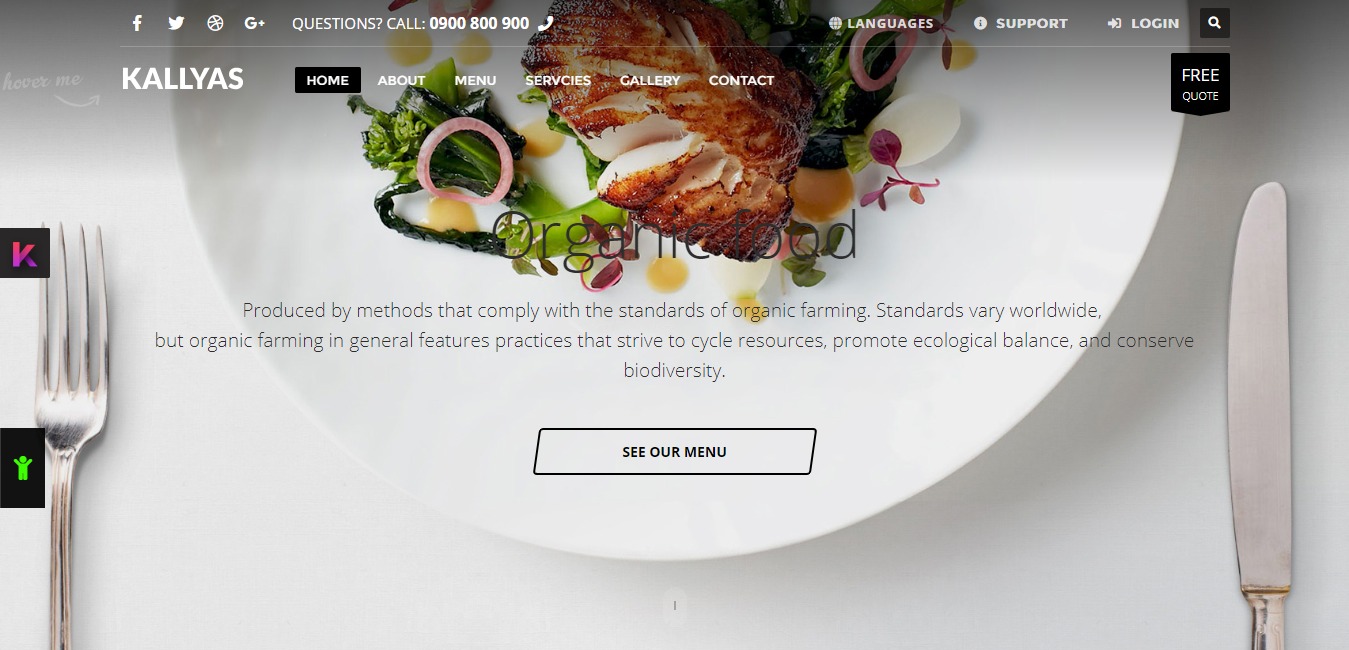 QUESTIONS? CALL: 0900 800 900
LANGUAGES
SUPPORT
LOGIN
hover me
KALLYAS
HOME
ABOUT
MENU
SERVCIES
GALLERY
CONTACT
FREE
QUOTE
K
Organic food
Produced by methods that comply with the standards of organic farming. Standards vary worldwide,
but organic farming in general features practices that strive to cycle resources, promote ecological balance, and conserve
biodiversity.
SEE OUR MENU